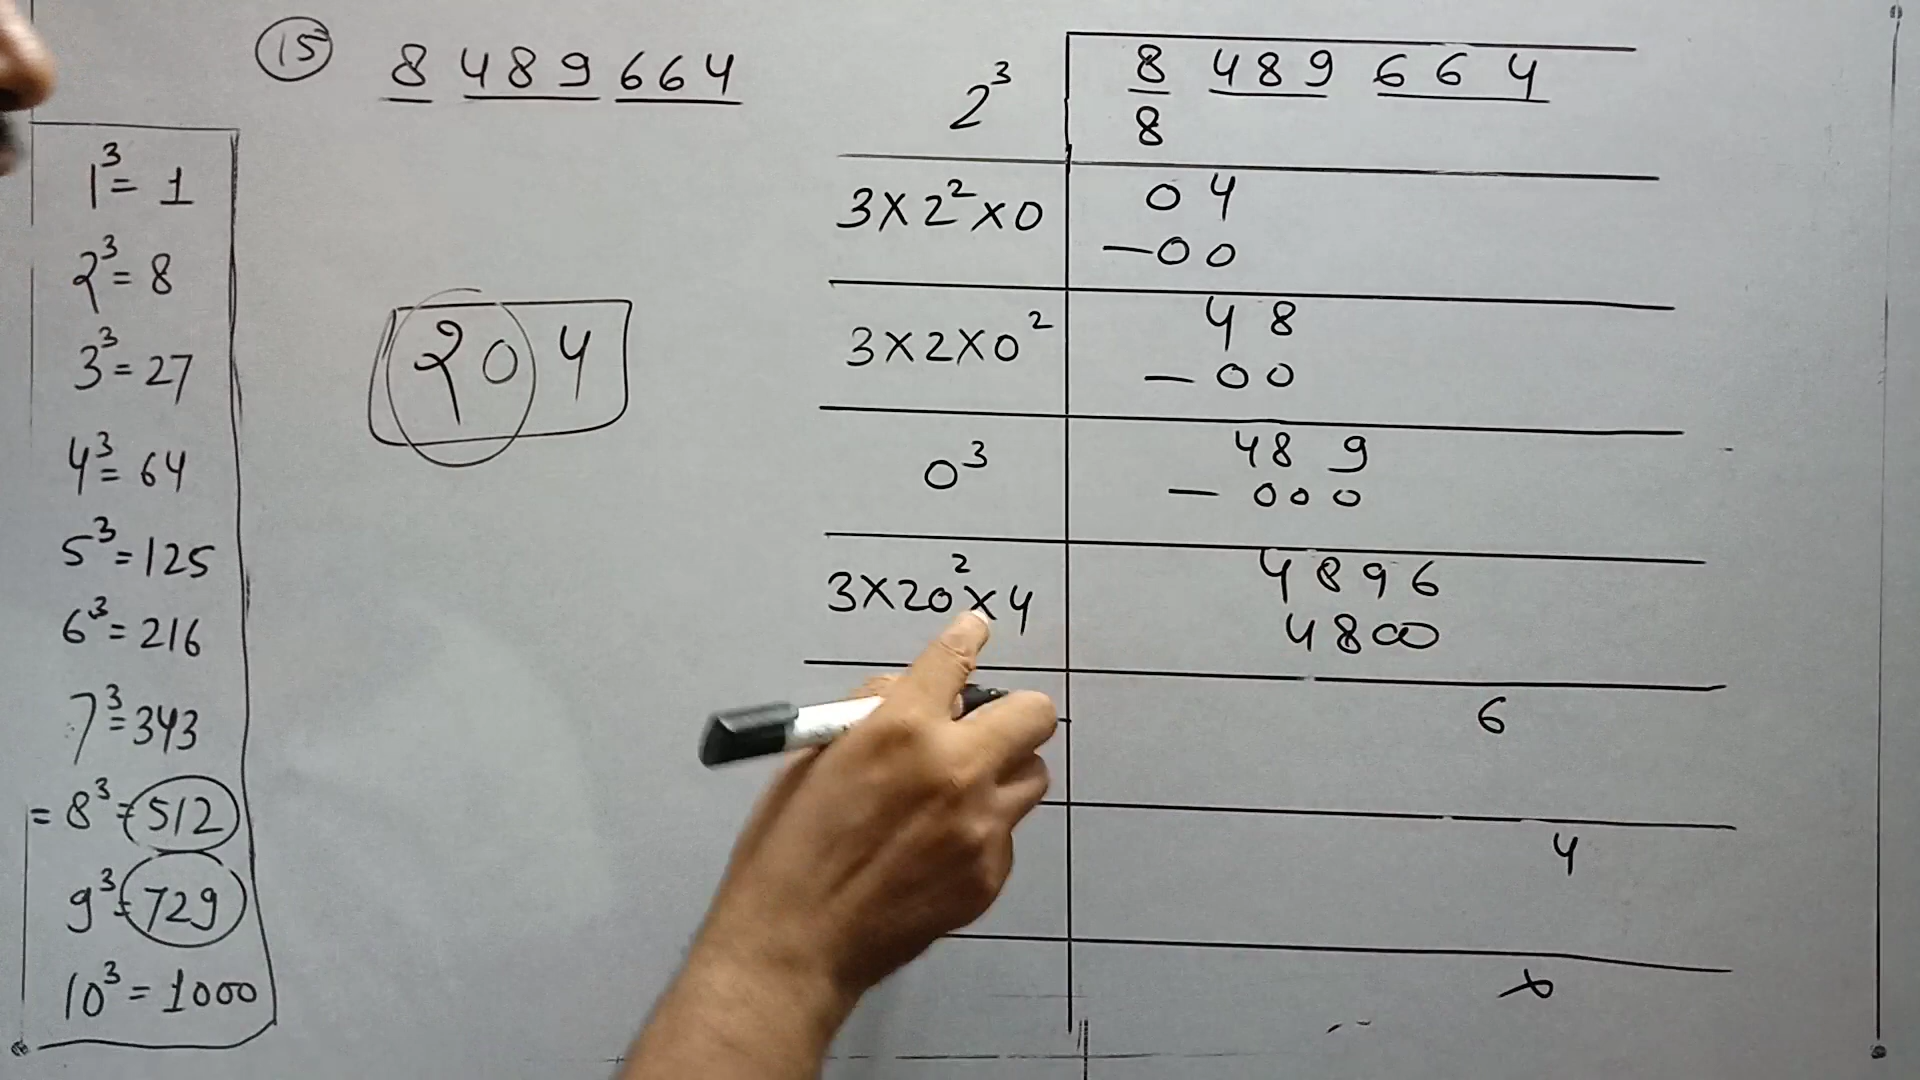 15 8 489 664
1³ = 1
2³ = 8
3³ = 27
4³ = 64
5³ = 125
6³ = 216
7³ = 343
= 8³ = 512
9³ = 729
10³ = 1000
204
2³ 8 489 664
8
3×2²×0 04
—00
3×2×0² 48
—00
0³ 489
—000
3×20²×4 4896
4800
6
4